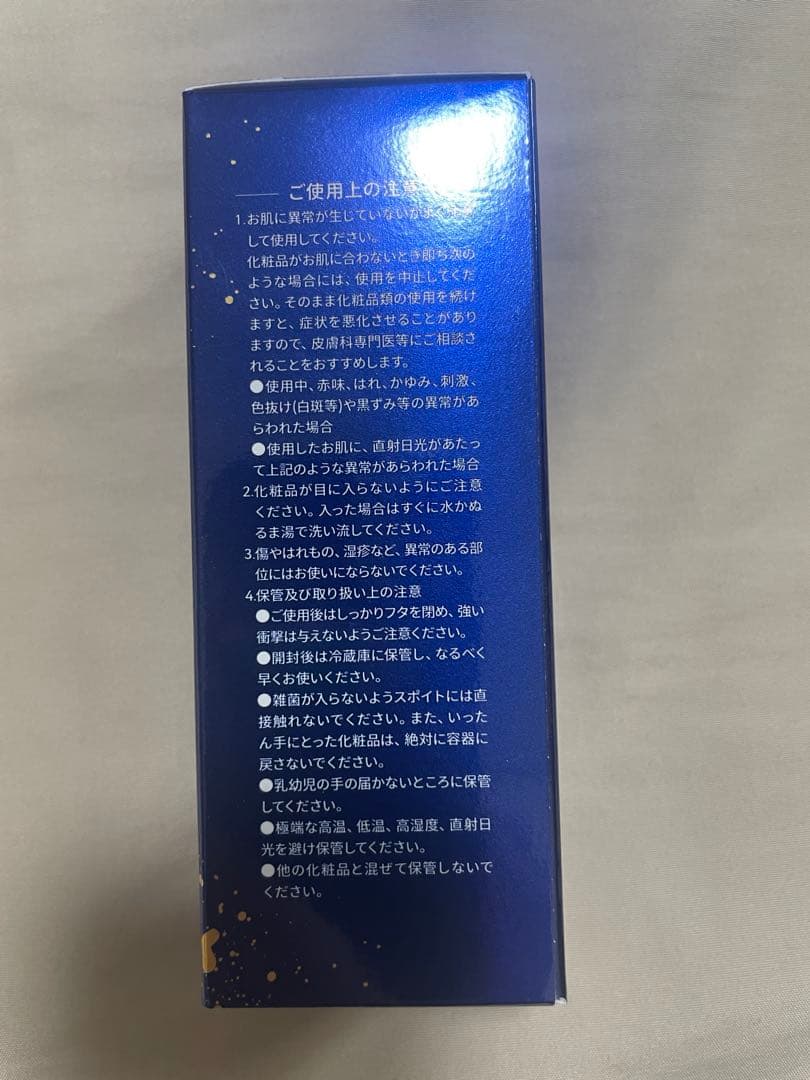 ご使用上の注意
1.お肌に異常が生じていないかよく注意
して使用してください。
化粧品がお肌に合わないとき即ち次の
ような場合には、使用を中止してくだ
さい。そのまま化粧品類の使用を続け
ますと、症状を悪化させることがあり
ますので、皮膚科専門医等にご相談さ
れることをおすすめします。
●使用中、赤味、はれ、かゆみ、刺激、
色抜け(白斑等)や黒ずみ等の異常があ
らわれた場合
●使用したお肌に、直射日光があたっ
て上記のような異常があらわれた場合
2.化粧品が目に入らないようにご注意
ください。入った場合はすぐに水かぬ
るま湯で洗い流してください。
3.傷やはれもの、湿疹など、異常のある部
位にはお使いにならないでください。
4.保管及び取り扱い上の注意
●ご使用後はしっかりフタを閉め、強い
衝撃は与えないようご注意ください。
●開封後は冷蔵庫に保管し、なるべく
早くお使いください。
●雑菌が入らないようスポイトには直
接触れないでください。また、いった
ん手にとった化粧品は、絶対に容器に
戻さないでください。
●乳幼児の手の届かないところに保管
してください。
●極端な高温、低温、高湿度、直射日
光を避け保管してください。
●他の化粧品と混ぜて保管しないで
ください。